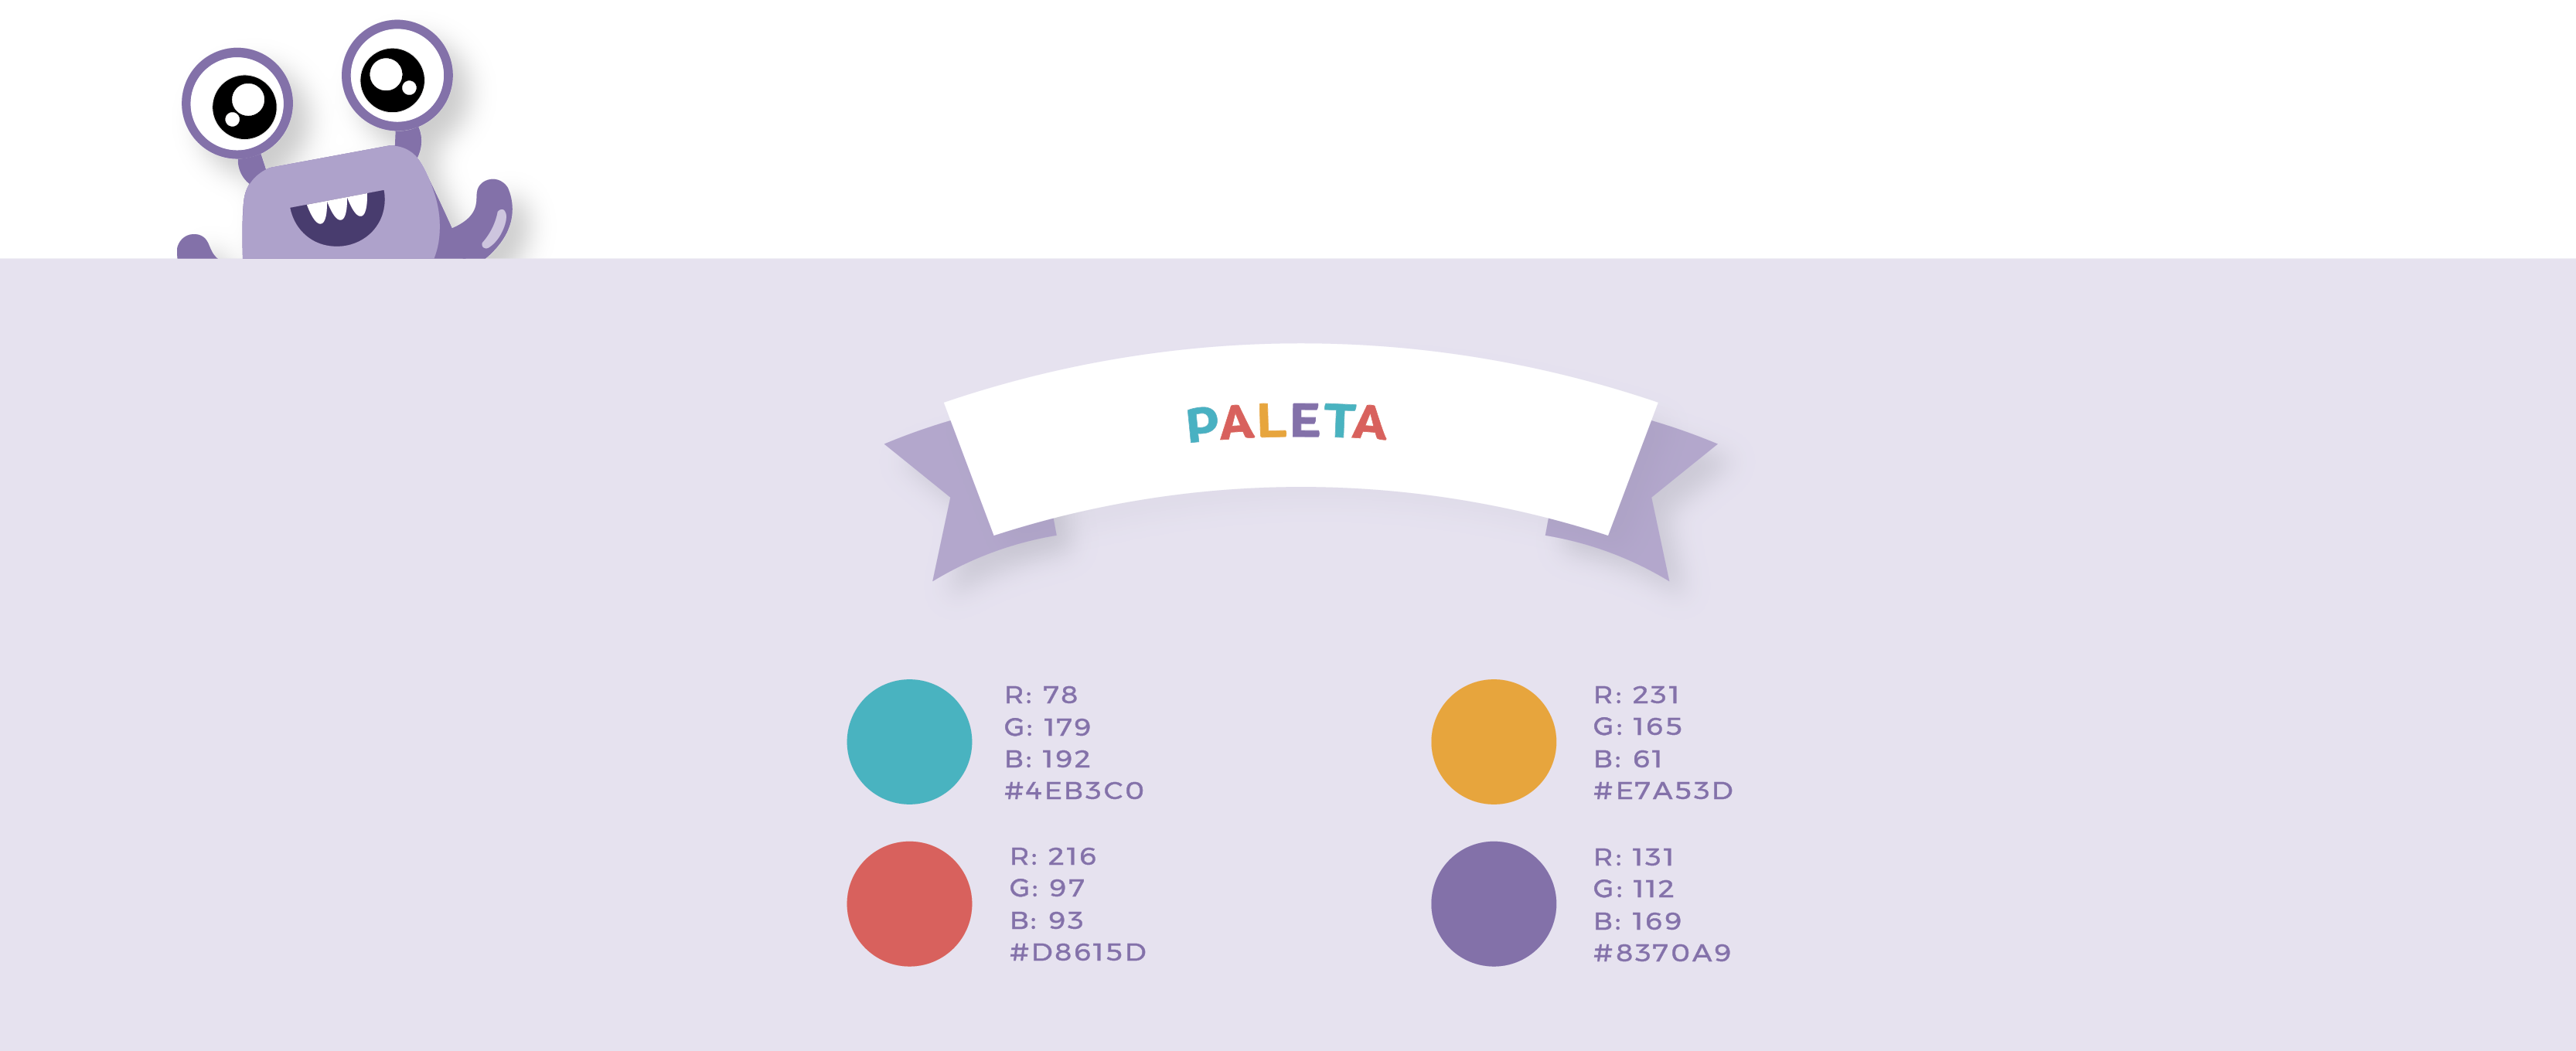 PALETA
R: 78
G: 179
B: 192
#4EB3C0
R: 231
G: 165
B: 61
#E7A53D
R: 216
G: 97
B: 93
#D8615D
R: 131
G: 112
B: 169
#8370A9